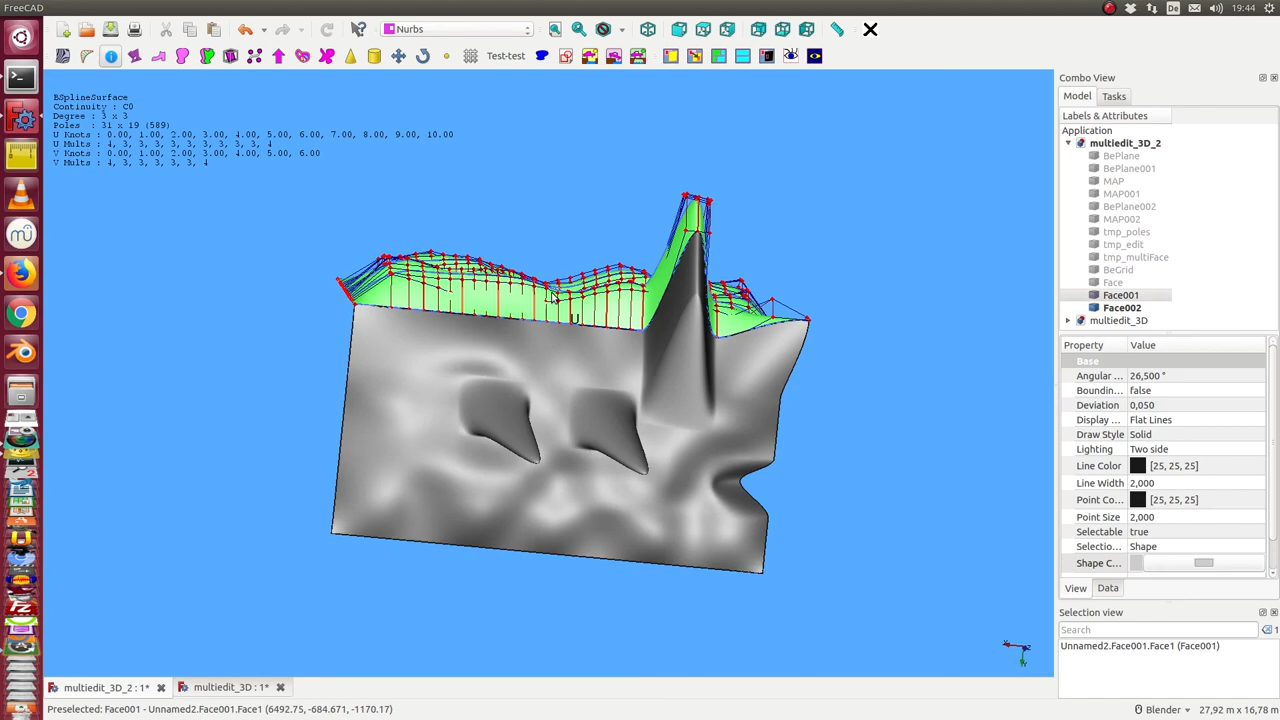 FreeCAD
De
19:44
Nurbs
Test-test
BSplineSurface
Continuity : C0
Degree : 3 x 3
Poles : 31 x 19 (589)
U Knots : 0.00, 1.00, 2.00, 3.00, 4.00, 5.00, 6.00, 7.00, 8.00, 9.00, 10.00
U Mults : 4, 3, 3, 3, 3, 3, 3, 3, 3, 3, 4
V Knots : 0.00, 1.00, 2.00, 3.00, 4.00, 5.00, 6.00
V Mults : 4, 3, 3, 3, 3, 3, 4
U
Combo View
Model
Tasks
Labels & Attributes
Application
multiedit_3D_2
BePlane
BePlane001
MAP
MAP001
BePlane002
MAP002
tmp_poles
tmp_edit
tmp_multiFace
BeGrid
Face
Face001
Face002
multiedit_3D
Property Value
Base
Angular ... 26,500 °
Boundin... false
Deviation 0,050
Display ... Flat Lines
Draw Style Solid
Lighting Two side
Line Color [25, 25, 25]
Line Width 2,000
Point Co... [25, 25, 25]
Point Size 2,000
Selectable true
Selectio... Shape
Shape C...
View
Data
Selection view
Search
1
Unnamed2.Face001.Face1 (Face001)
multiedit_3D_2 : 1*
multiedit_3D : 1*
Preselected: Face001 - Unnamed2.Face001.Face1 (6492.75, -684.671, -1170.17)
Blender
27,92 m x 16,78 m